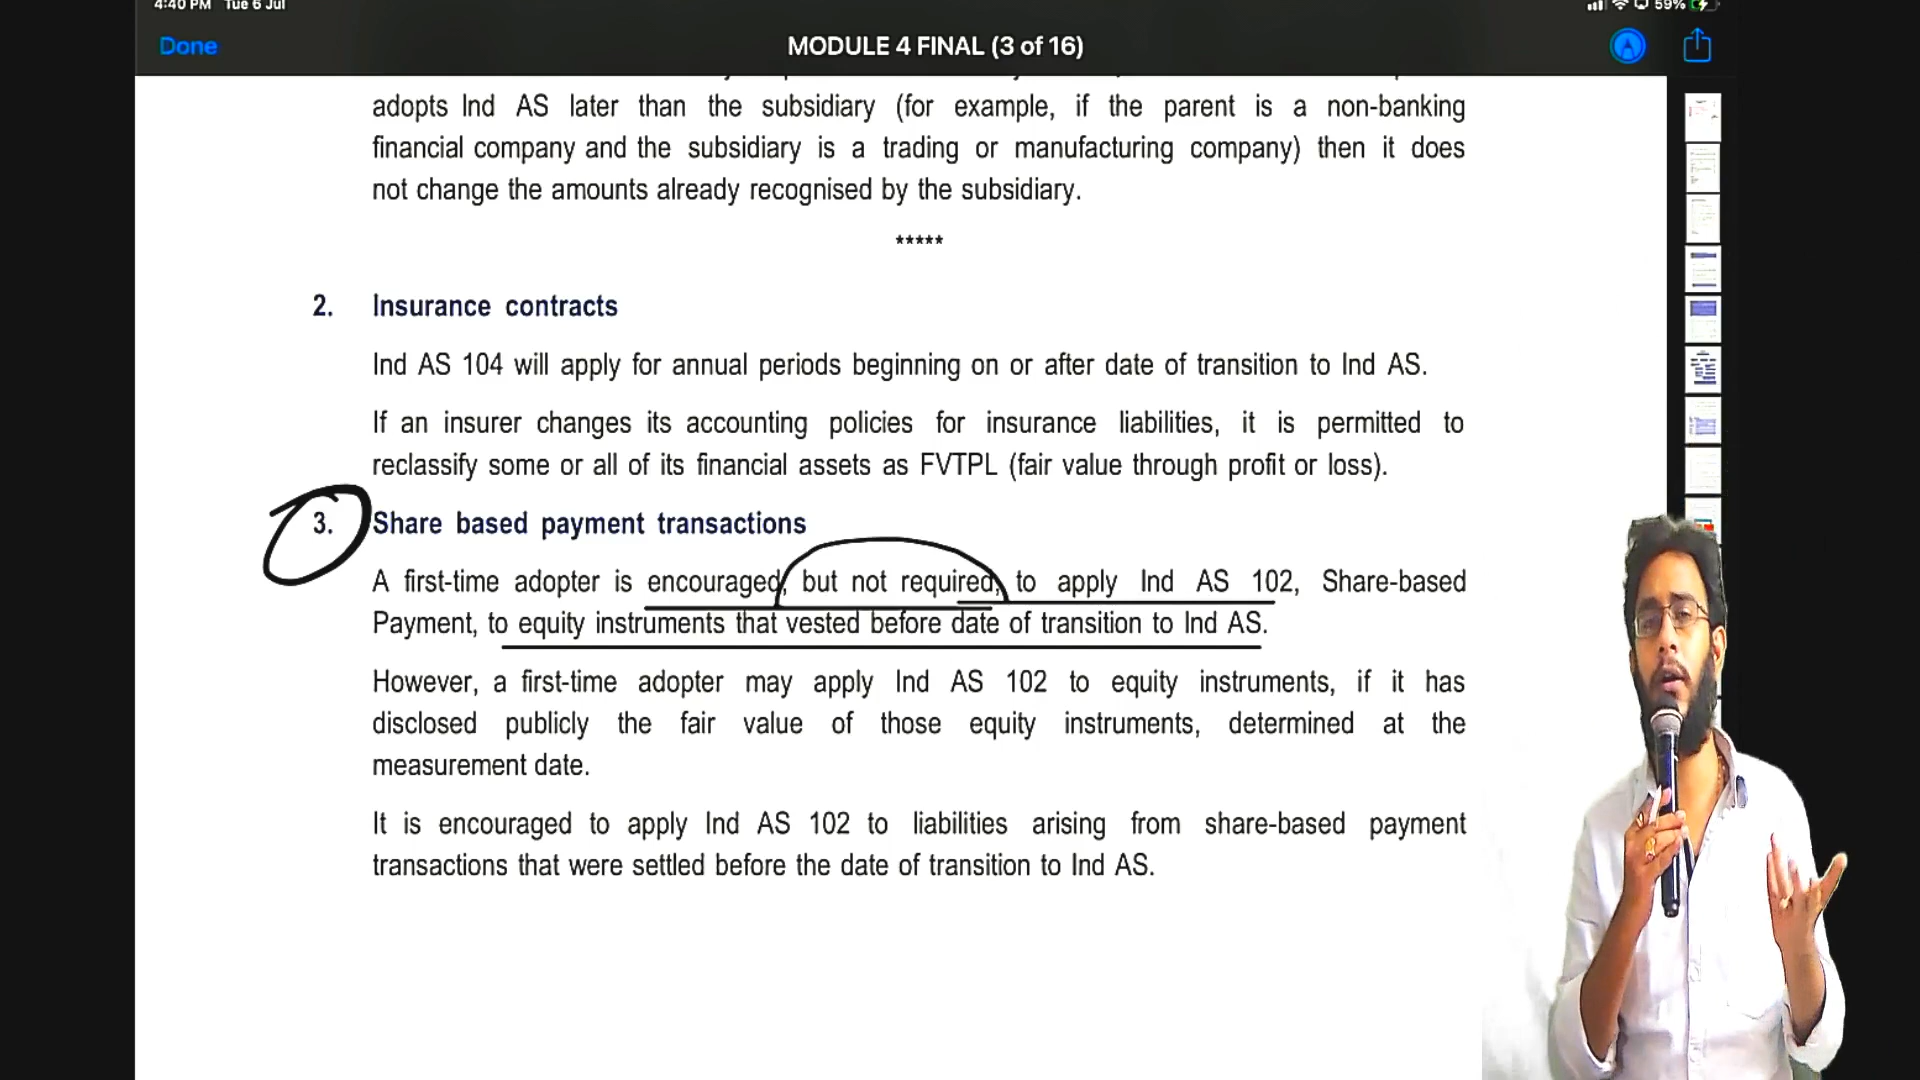 4:40 PM Tue 6 Jul
59%
Done
MODULE 4 FINAL (3 of 16)
adopts Ind AS later than the subsidiary (for example, if the parent is a non-banking
financial company and the subsidiary is a trading or manufacturing company) then it does
not change the amounts already recognised by the subsidiary.
*****
2. Insurance contracts
Ind AS 104 will apply for annual periods beginning on or after date of transition to Ind AS.
If an insurer changes its accounting policies for insurance liabilities, it is permitted to
reclassify some or all of its financial assets as FVTPL (fair value through profit or loss).
3. Share based payment transactions
A first-time adopter is encouraged, but not required, to apply Ind AS 102, Share-based
Payment, to equity instruments that vested before date of transition to Ind AS.
However, a first-time adopter may apply Ind AS 102 to equity instruments, if it has
disclosed publicly the fair value of those equity instruments, determined at the
measurement date.
It is encouraged to apply Ind AS 102 to liabilities arising from share-based payment
transactions that were settled before the date of transition to Ind AS.